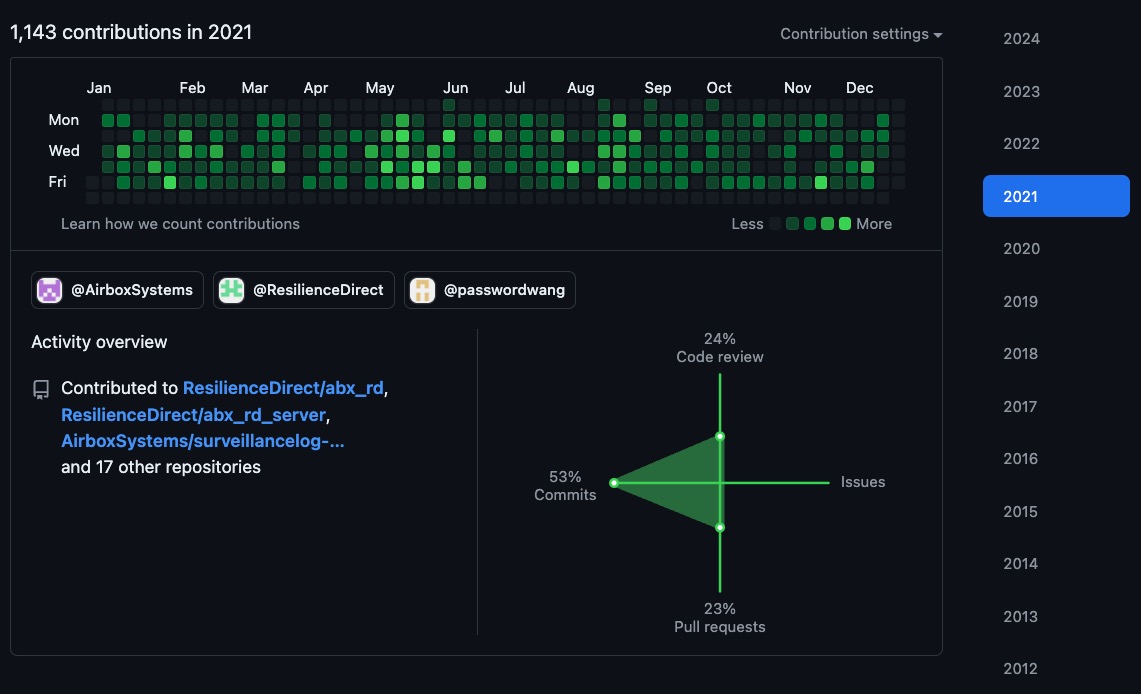 1,143 contributions in 2021
Contribution settings
Jan Feb Mar Apr May Jun Jul Aug Sep Oct Nov Dec
Mon
Wed
Fri
Learn how we count contributions
Less More
@AirboxSystems @ResilienceDirect @passwordwang
Activity overview
Contributed to ResilienceDirect/abx_rd,
ResilienceDirect/abx_rd_server,
AirboxSystems/surveillancelog-...
and 17 other repositories
24%
Code review
53%
Commits
Issues
23%
Pull requests
2024
2023
2022
2021
2020
2019
2018
2017
2016
2015
2014
2013
2012